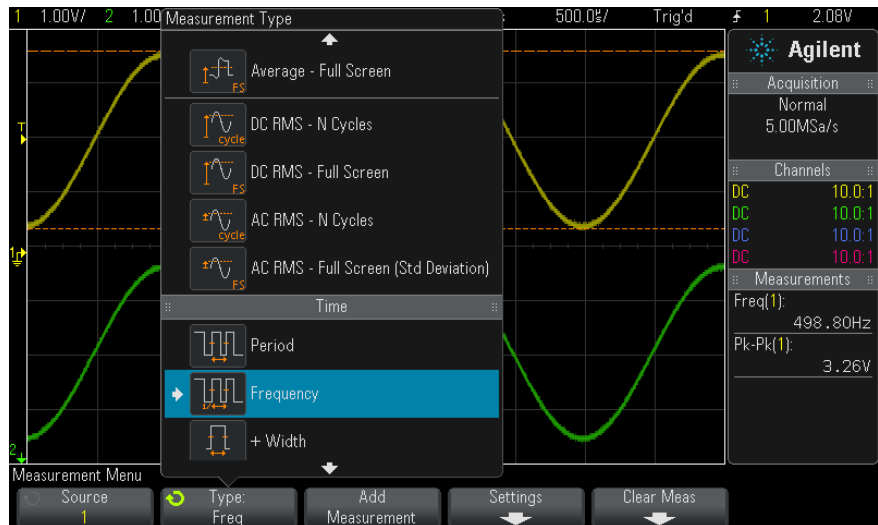 1 1.00V/ 2 1.00 500.0µs/ Trig'd 1 2.08V
Measurement Type
Average - Full Screen
FS
DC RMS - N Cycles
cycle
DC RMS - Full Screen
FS
AC RMS - N Cycles
cycle
AC RMS - Full Screen (Std Deviation)
FS
Time
Period
Frequency
1/
+ Width
T
1
2
Agilent
Acquisition
Normal
5.00MSa/s
Channels
DC 10.0:1
DC 10.0:1
DC 10.0:1
DC 10.0:1
Measurements
Freq(1):
498.80Hz
Pk-Pk(1):
3.26V
Measurement Menu
Source
1
Type:
Freq
Add
Measurement
Settings
Clear Meas